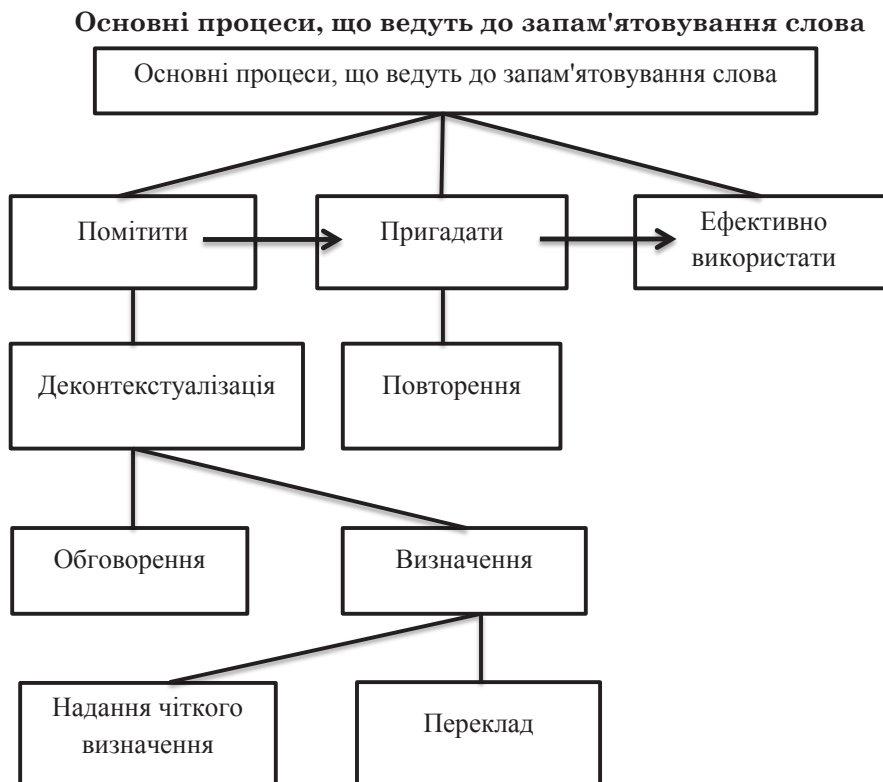 Основні процеси, що ведуть до запам'ятовування слова
Основні процеси, що ведуть до запам'ятовування слова
Помітити
Пригадати
Ефективно
використати
Деконтекстуалізація
Повторення
Обговорення
Визначення
Надання чіткого
визначення
Переклад